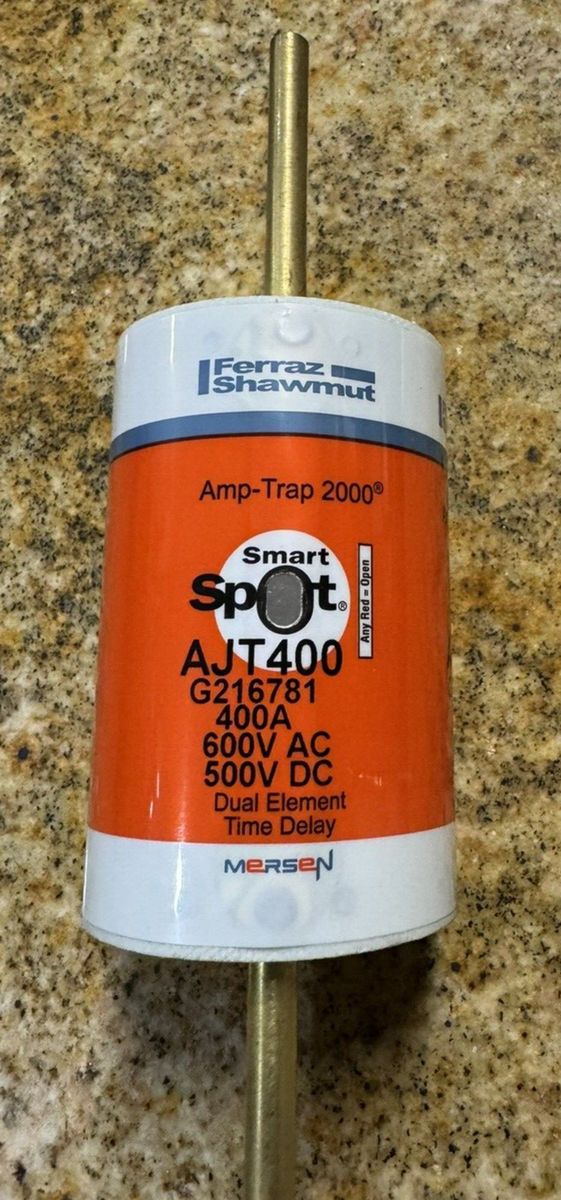 Ferraz
Shawmut
Amp-Trap 2000®
Smart
Spot®
Any Red = Open
AJT400
G216781
400A
600V AC
500V DC
Dual Element
Time Delay
MERSEN